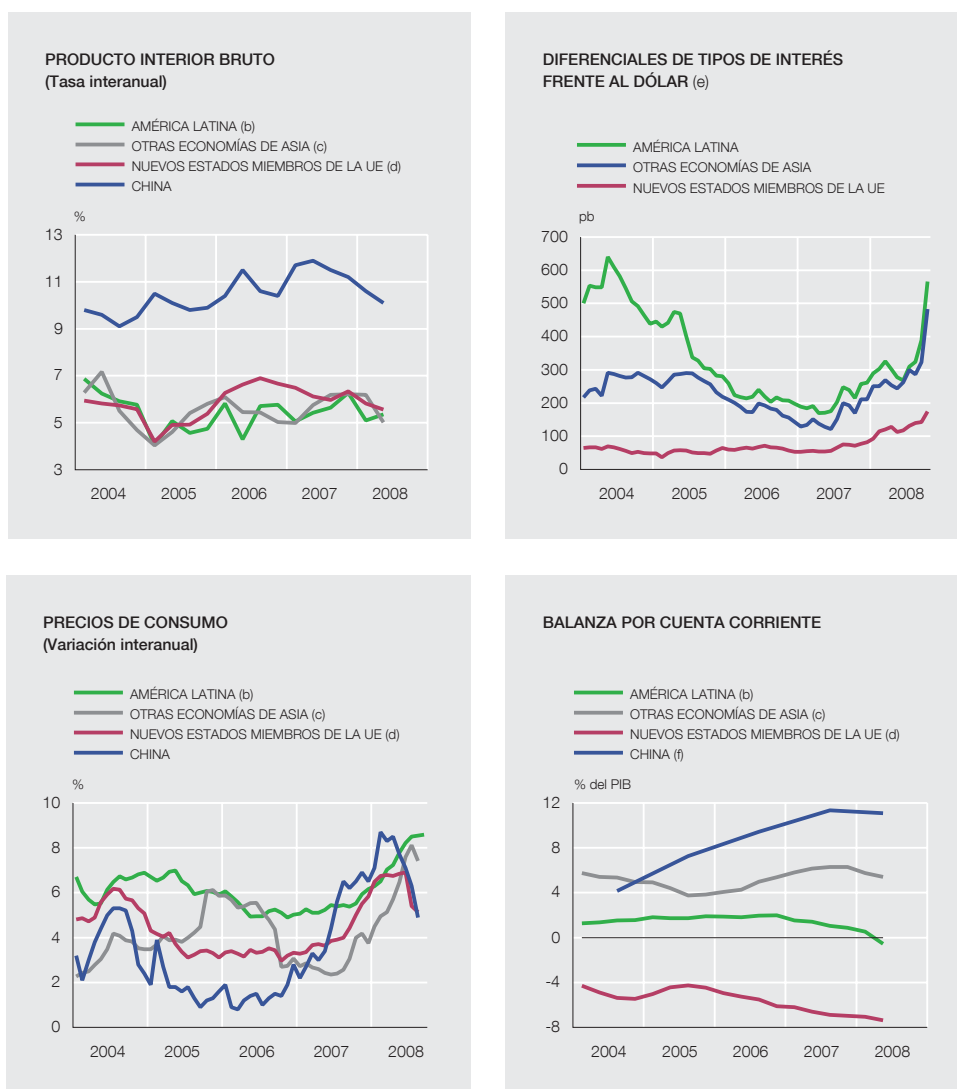 PRODUCTO INTERIOR BRUTO
(Tasa interanual)
AMÉRICA LATINA (b)
OTRAS ECONOMÍAS DE ASIA (c)
NUEVOS ESTADOS MIEMBROS DE LA UE (d)
CHINA
%
13
11
9
7
5
3
2004 2005 2006 2007 2008
DIFERENCIALES DE TIPOS DE INTERÉS
FRENTE AL DÓLAR (e)
AMÉRICA LATINA
OTRAS ECONOMÍAS DE ASIA
NUEVOS ESTADOS MIEMBROS DE LA UE
pb
700
600
500
400
300
200
100
0
2004 2005 2006 2007 2008
PRECIOS DE CONSUMO
(Variación interanual)
AMÉRICA LATINA (b)
OTRAS ECONOMÍAS DE ASIA (c)
NUEVOS ESTADOS MIEMBROS DE LA UE (d)
CHINA
%
10
8
6
4
2
0
2004 2005 2006 2007 2008
BALANZA POR CUENTA CORRIENTE
AMÉRICA LATINA (b)
OTRAS ECONOMÍAS DE ASIA (c)
NUEVOS ESTADOS MIEMBROS DE LA UE (d)
CHINA (f)
% del PIB
12
8
4
0
-4
-8
2004 2005 2006 2007 2008